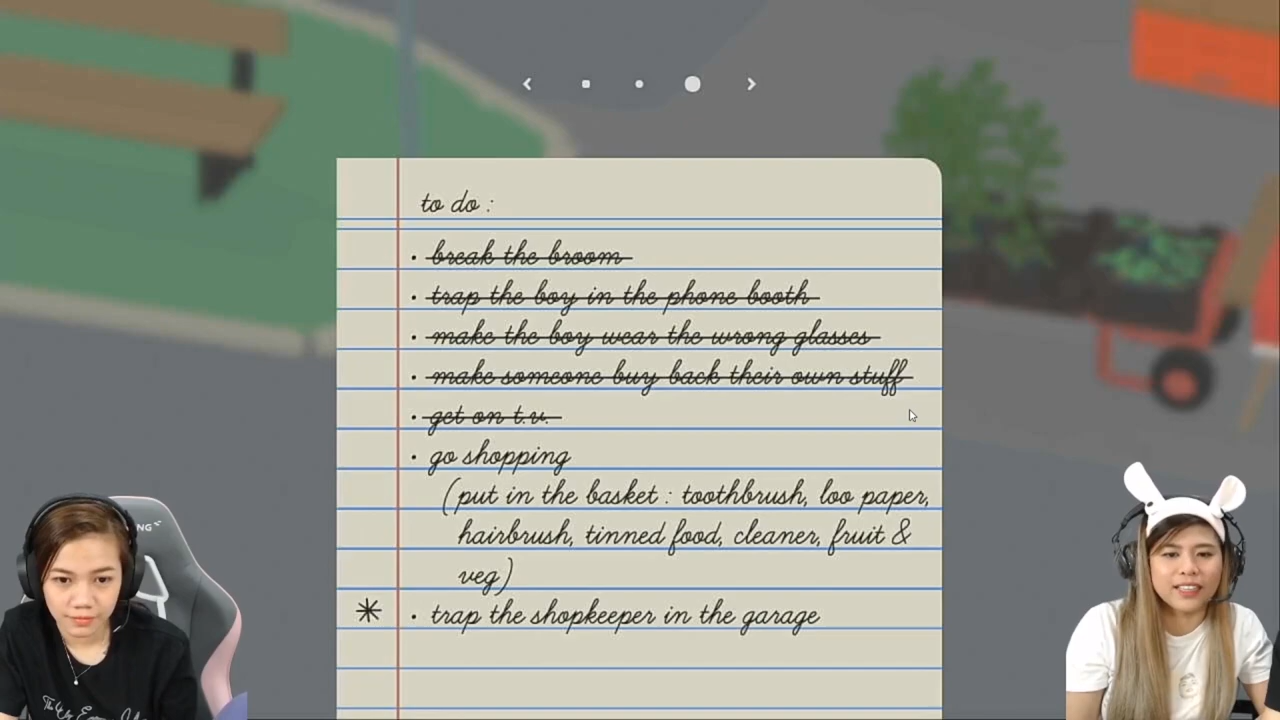 to do :
• break the broom
• trap the boy in the phone booth
• make the boy wear the wrong glasses
• make someone buy back their own stuff
• get on t.v.
• go shopping
(put in the basket : toothbrush, loo paper,
hairbrush, tinned food, cleaner, fruit &
veg)
• trap the shopkeeper in the garage